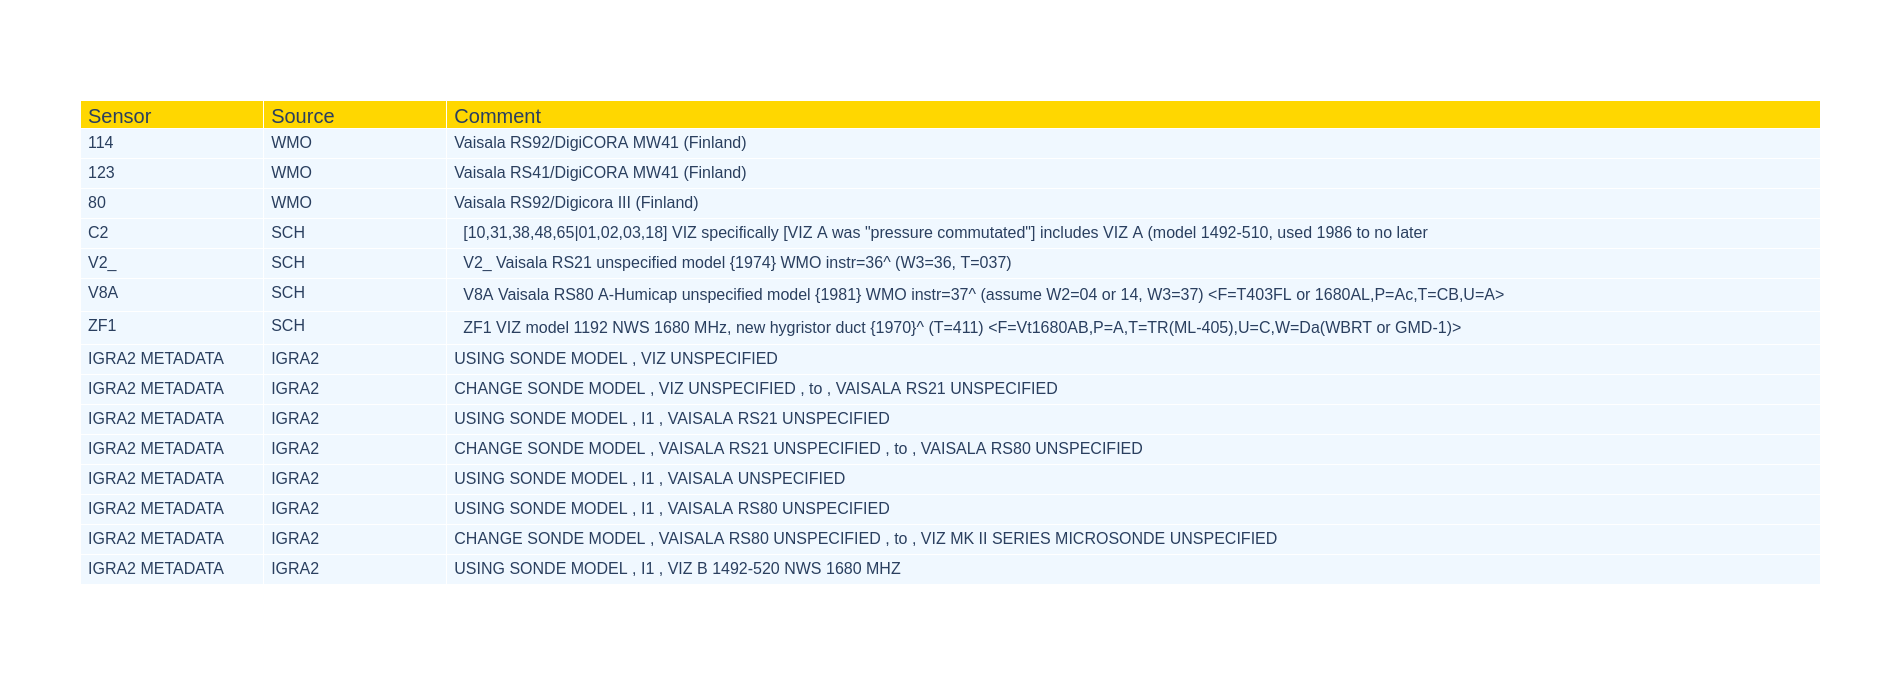 Sensor Source Comment
114 WMO Vaisala RS92/DigiCORA MW41 (Finland)
123 WMO Vaisala RS41/DigiCORA MW41 (Finland)
80 WMO Vaisala RS92/Digicora III (Finland)
C2 SCH [10,31,38,48,65|01,02,03,18] VIZ specifically [VIZ A was "pressure commutated"] includes VIZ A (model 1492-510, used 1986 to no later
V2_ SCH V2_ Vaisala RS21 unspecified model {1974} WMO instr=36^ (W3=36, T=037)
V8A SCH V8A Vaisala RS80 A-Humicap unspecified model {1981} WMO instr=37^ (assume W2=04 or 14, W3=37) <F=T403FL or 1680AL,P=Ac,T=CB,U=A>
ZF1 SCH ZF1 VIZ model 1192 NWS 1680 MHz, new hygristor duct {1970}^ (T=411) <F=Vt1680AB,P=A,T=TR(ML-405),U=C,W=Da(WBRT or GMD-1)>
IGRA2 METADATA IGRA2 USING SONDE MODEL , VIZ UNSPECIFIED
IGRA2 METADATA IGRA2 CHANGE SONDE MODEL , VIZ UNSPECIFIED , to , VAISALA RS21 UNSPECIFIED
IGRA2 METADATA IGRA2 USING SONDE MODEL , I1 , VAISALA RS21 UNSPECIFIED
IGRA2 METADATA IGRA2 CHANGE SONDE MODEL , VAISALA RS21 UNSPECIFIED , to , VAISALA RS80 UNSPECIFIED
IGRA2 METADATA IGRA2 USING SONDE MODEL , I1 , VAISALA UNSPECIFIED
IGRA2 METADATA IGRA2 USING SONDE MODEL , I1 , VAISALA RS80 UNSPECIFIED
IGRA2 METADATA IGRA2 CHANGE SONDE MODEL , VAISALA RS80 UNSPECIFIED , to , VIZ MK II SERIES MICROSONDE UNSPECIFIED
IGRA2 METADATA IGRA2 USING SONDE MODEL , I1 , VIZ B 1492-520 NWS 1680 MHZ